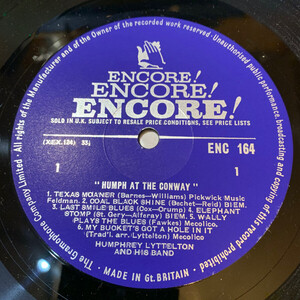 All rights of the Manufacturer and of the Owner of the recorded work reserved · Unauthorised public performance, broadcasting and copying of this record prohibited
ENCORE!
ENCORE!
ENCORE!
SOLD IN U.K. SUBJECT TO RESALE PRICE CONDITIONS, SEE PRICE LISTS
(XEX.124) 33⅓
ENC 164
1
1
"HUMPH AT THE CONWAY"
1. TEXAS MOANER (Barnes-Williams) Pickwick Music
Feldman. 2. COAL BLACK SHINE (Bechet-Reid) BIEM.
3. LAST SMILE BLUES (Cox-Crump) 4. ELEPHANT
STOMP (St. Gery-Alferay) BIEM. 5. WALLY
PLAYS THE BLUES (Fawkes) Mecolico.
6. MY BUCKET'S GOT A HOLE IN IT
(Trad'l. arr. Lyttelton) Mecolico
HUMPHREY LYTTELTON
AND HIS BAND
The Gramophone Company Limited ·
MADE IN Gt. BRITAIN